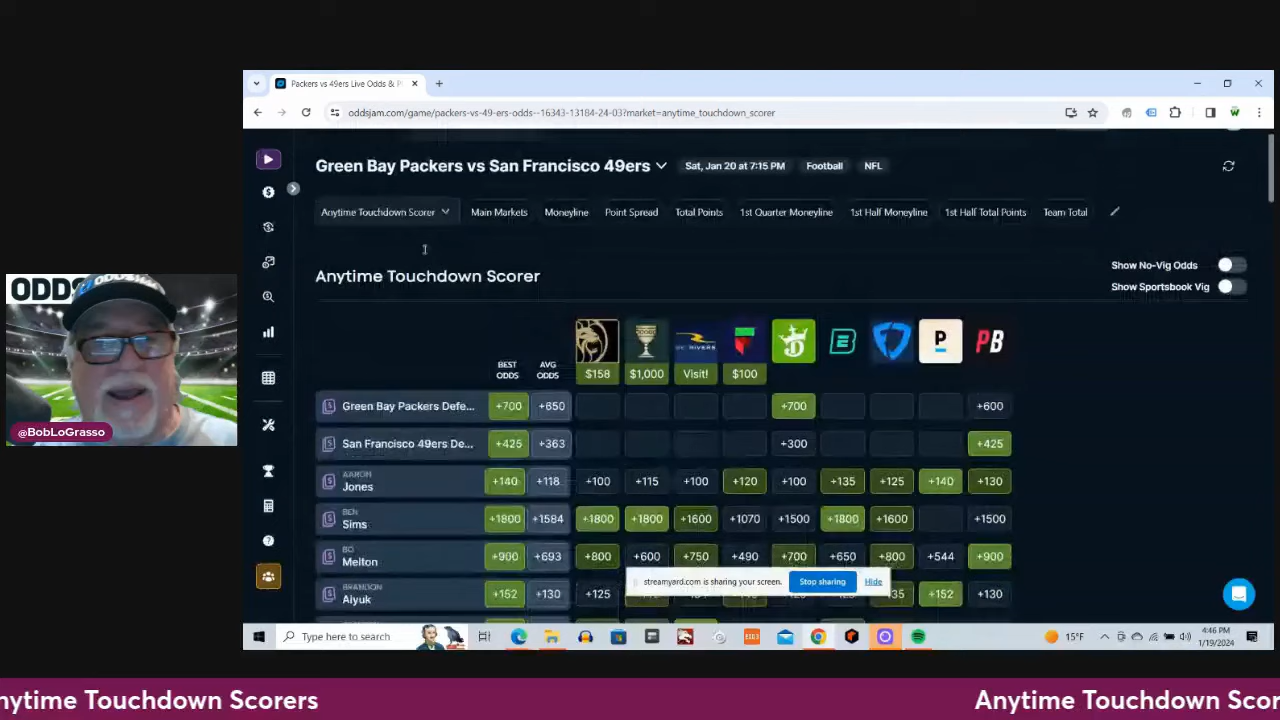 Packers vs 49ers Live Odds & P
oddsjam.com/game/packers-vs-49-ers-odds--16343-13184-24-03?market=anytime_touchdown_scorer
Green Bay Packers vs San Francisco 49ers Sat, Jan 20 at 7:15 PM Football NFL
Anytime Touchdown Scorer Main Markets Moneyline Point Spread Total Points 1st Quarter Moneyline 1st Half Moneyline 1st Half Total Points Team Total
Anytime Touchdown Scorer
Show No-Vig Odds
Show Sportsbook Vig
BEST ODDS AVG ODDS $158 $1,000 Visit! $100
Green Bay Packers Defe... +700 +650 +700 +600
San Francisco 49ers De... +425 +363 +300 +425
AARON
Jones +140 +118 +100 +115 +100 +120 +100 +135 +125 +140 +130
BEN
Sims +1800 +1584 +1800 +1800 +1600 +1070 +1500 +1800 +1600 +1500
BO
Melton +900 +693 +800 +600 +750 +490 +700 +650 +800 +544 +900
BRANDON
Aiyuk +152 +130 +125 +152 +130
streamyard.com is sharing your screen. Stop sharing Hide
Type here to search
15°F
4:46 PM
1/19/2024
ODDS
@BobLoGrasso
nytime Touchdown Scorers
Anytime Touchdown Scor